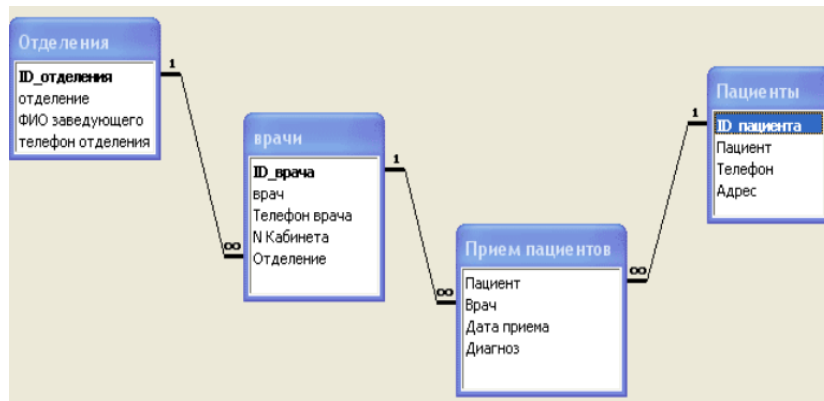 Отделения
ID_отделения
отделение
ФИО заведующего
телефон отделения
1
∞
врачи
ID_врача
врач
Телефон врача
N Кабинета
Отделение
1
∞
Прием пациентов
Пациент
Врач
Дата приема
Диагноз
∞
1
Пациенты
ID_пациента
Пациент
Телефон
Адрес